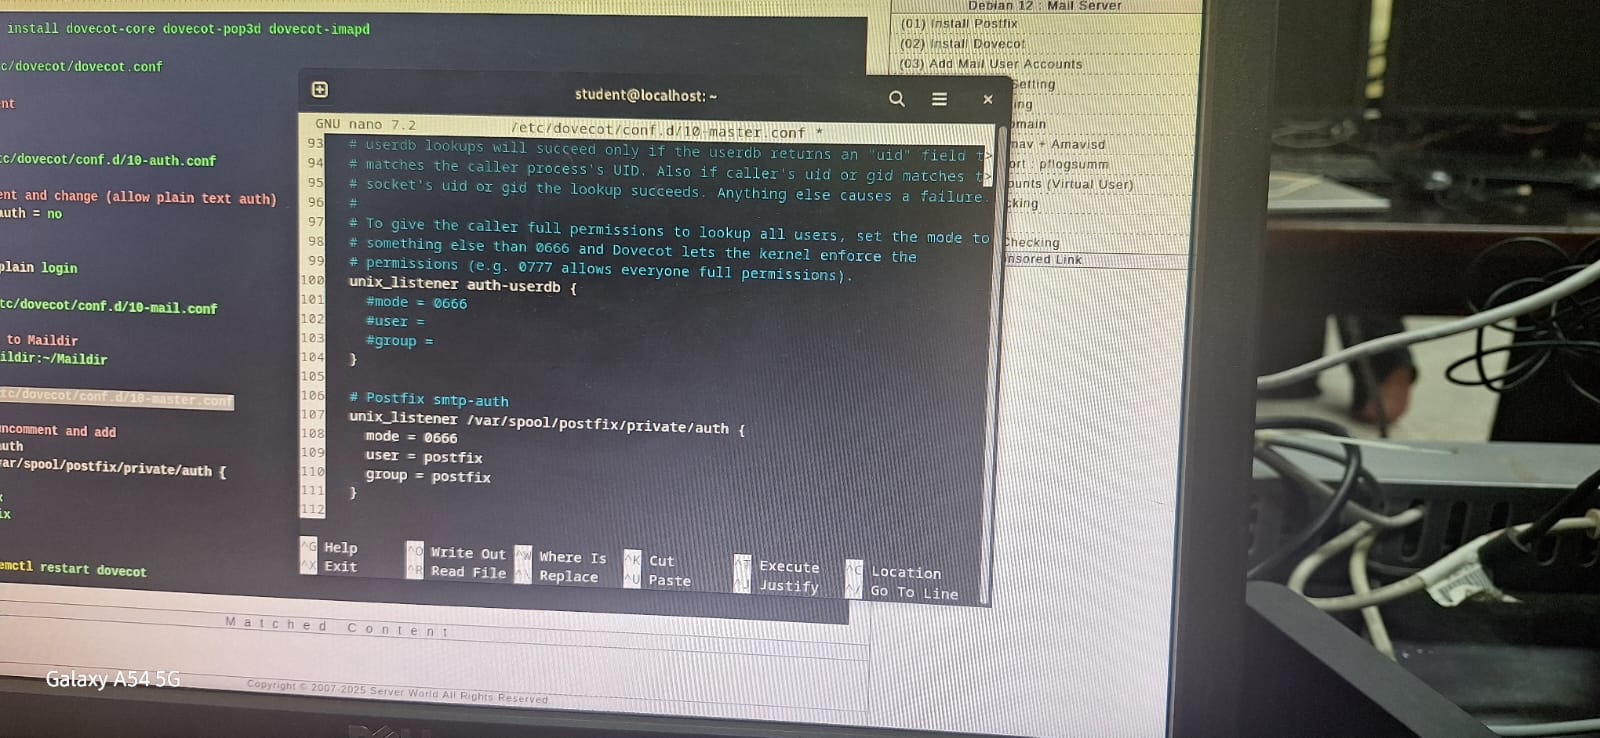 install dovecot-core dovecot-pop3d dovecot-imapd
c/dovecot/dovecot.conf
nt
tc/dovecot/conf.d/10-auth.conf
ent and change (allow plain text auth)
auth = no
plain login
tc/dovecot/conf.d/10-mail.conf
to Maildir
ildir:~/Maildir
tc/dovecot/conf.d/10-master.conf
ncomment and add
uth
var/spool/postfix/private/auth {
x
ix
emctl restart dovecot
student@localhost: ~
GNU nano 7.2 /etc/dovecot/conf.d/10-master.conf *
93 # userdb lookups will succeed only if the userdb returns an "uid" field t>
94 # matches the caller process's UID. Also if caller's uid or gid matches t>
95 # socket's uid or gid the lookup succeeds. Anything else causes a failure.
96 #
97 # To give the caller full permissions to lookup all users, set the mode to
98 # something else than 0666 and Dovecot lets the kernel enforce the
99 # permissions (e.g. 0777 allows everyone full permissions).
100 unix_listener auth-userdb {
101 #mode = 0666
102 #user =
103 #group =
104 }
105
106 # Postfix smtp-auth
107 unix_listener /var/spool/postfix/private/auth {
108 mode = 0666
109 user = postfix
110 group = postfix
111 }
112
^G Help ^O Write Out ^W Where Is ^K Cut ^T Execute ^C Location
^X Exit ^R Read File ^\ Replace ^U Paste ^J Justify ^/ Go To Line
Debian 12 : Mail Server
(01) Install Postfix
(02) Install Dovecot
(03) Add Mail User Accounts
Setting
ing
omain
mav + Amavisd
ort : pflogsumm
ounts (Virtual User)
cking
Checking
nsored Link
Matched Content
Copyright © 2007-2025 Server World All Rights Reserved.
Galaxy A54 5G